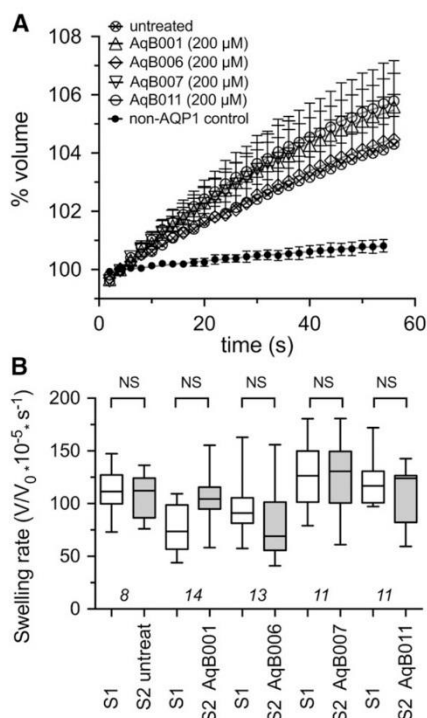 A
108
106
104
102
100
% volume
untreated
AqB001 (200 µM)
AqB006 (200 µM)
AqB007 (200 µM)
AqB011 (200 µM)
non-AQP1 control
0 20 40 60
time (s)
B
200
150
100
50
0
Swelling rate (V/V₀ * 10⁻⁵ * s⁻¹)
NS NS NS NS NS
8 14 13 11 11
S1
S2 untreat
S1
S2 AqB001
S1
S2 AqB006
S1
S2 AqB007
S1
S2 AqB011